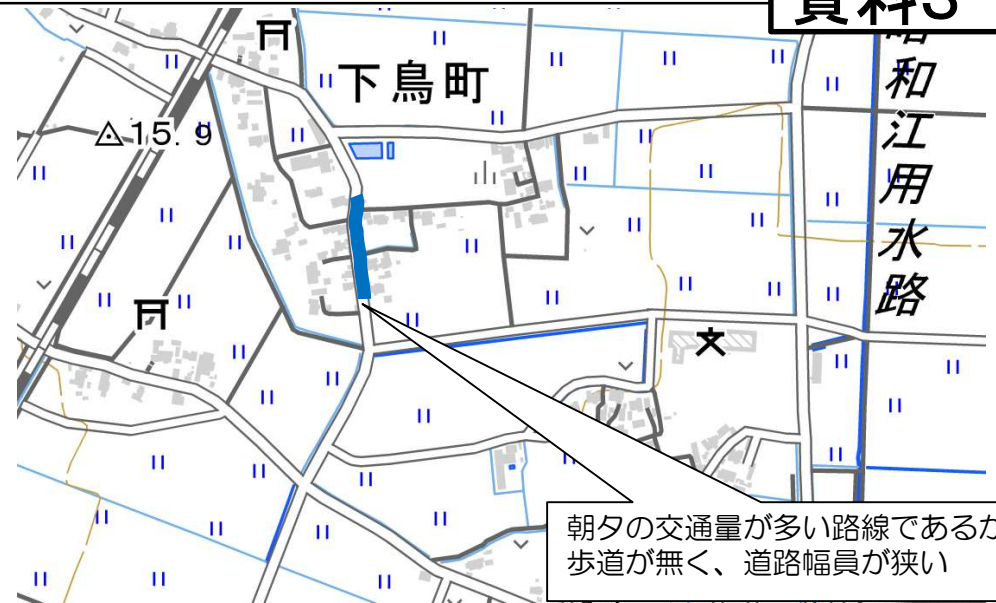 資料3
下鳥町
15.9
昭和江用水路
朝夕の交通量が多い路線であるが
歩道が無く、道路幅員が狭い